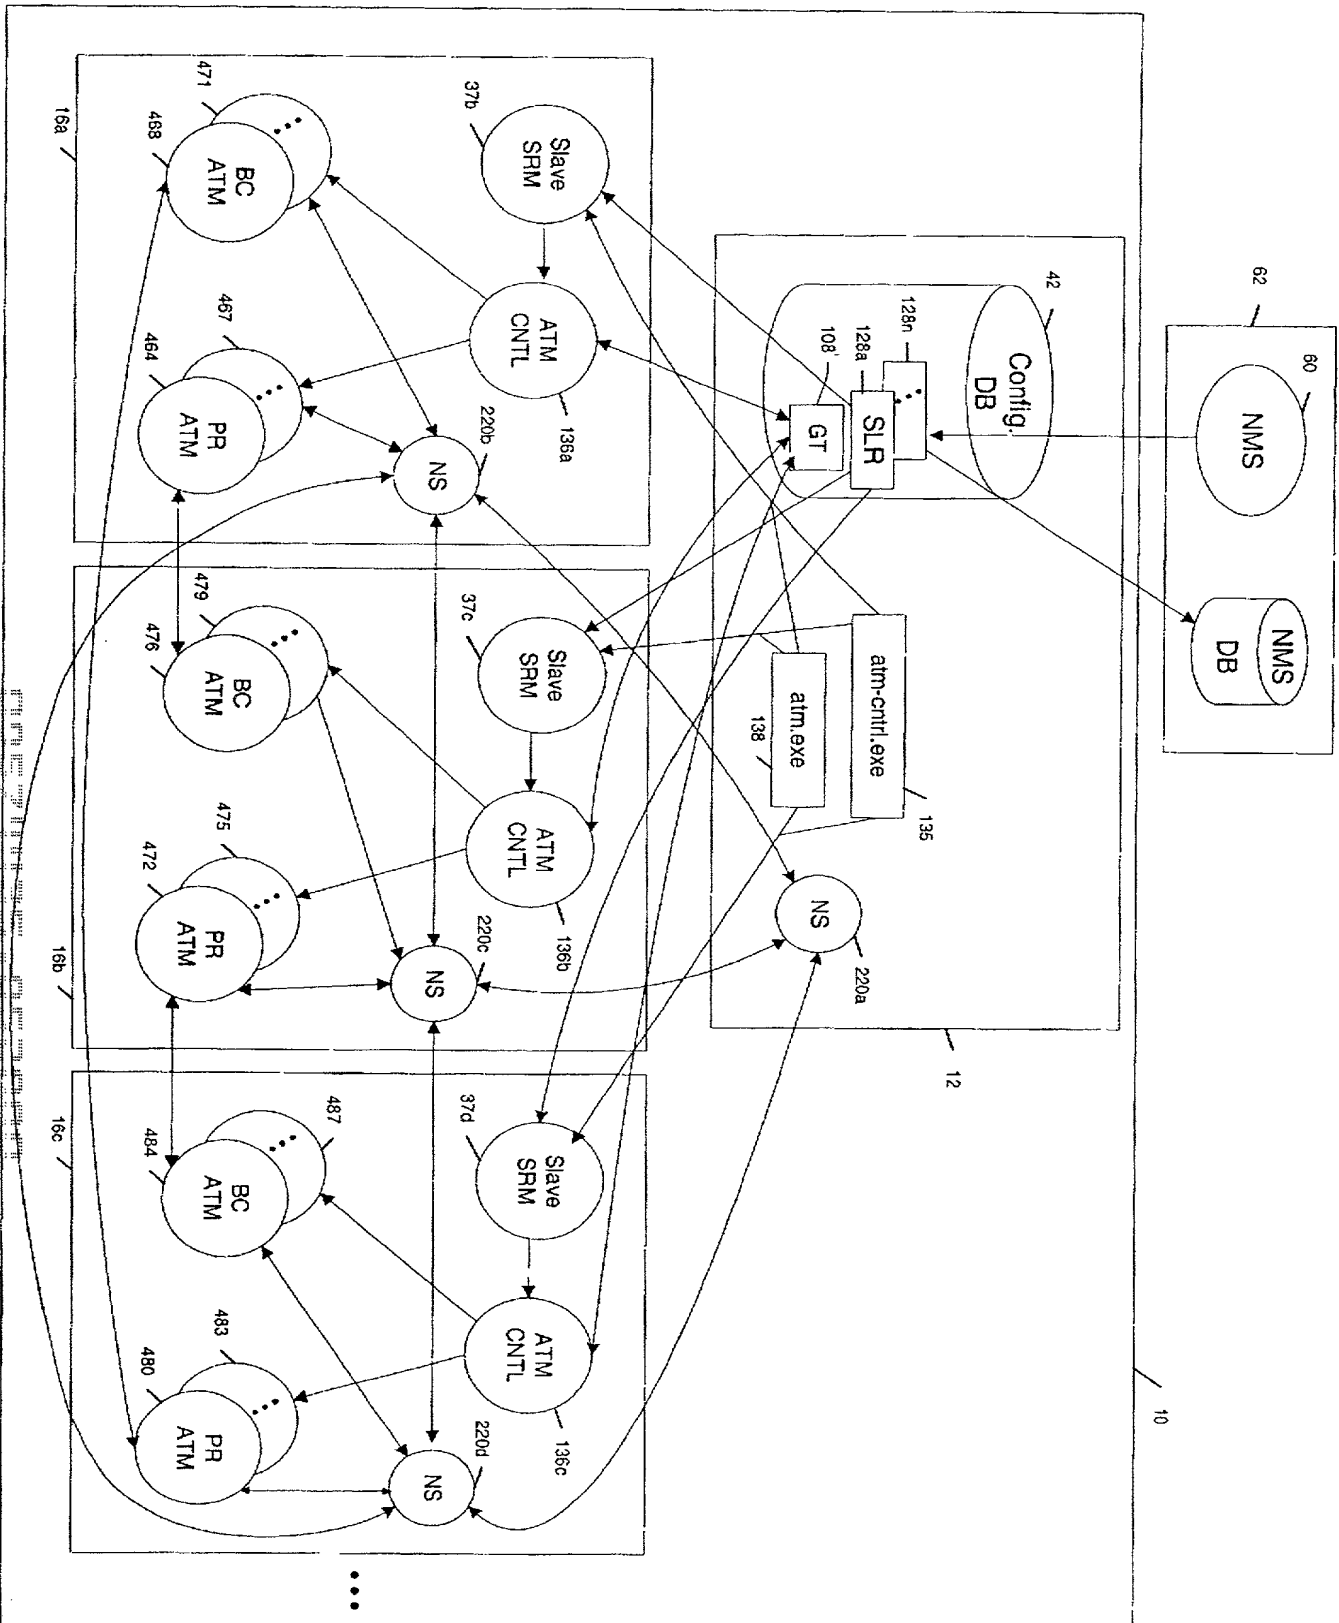 62
60
NMS
NMS
DB
10
42
Config.
DB
128n
128a
SLR
108'
GT
atm-cntrl.exe
135
atm.exe
138
NS
220a
12
37b
Slave
SRM
ATM
CNTL
136a
471
468
BC
ATM
467
464
PR
ATM
220b
NS
16a
37c
Slave
SRM
ATM
CNTL
136b
479
476
BC
ATM
475
472
PR
ATM
220c
NS
16b
37d
Slave
SRM
ATM
CNTL
136c
487
484
BC
ATM
483
480
PR
ATM
220d
NS
16c